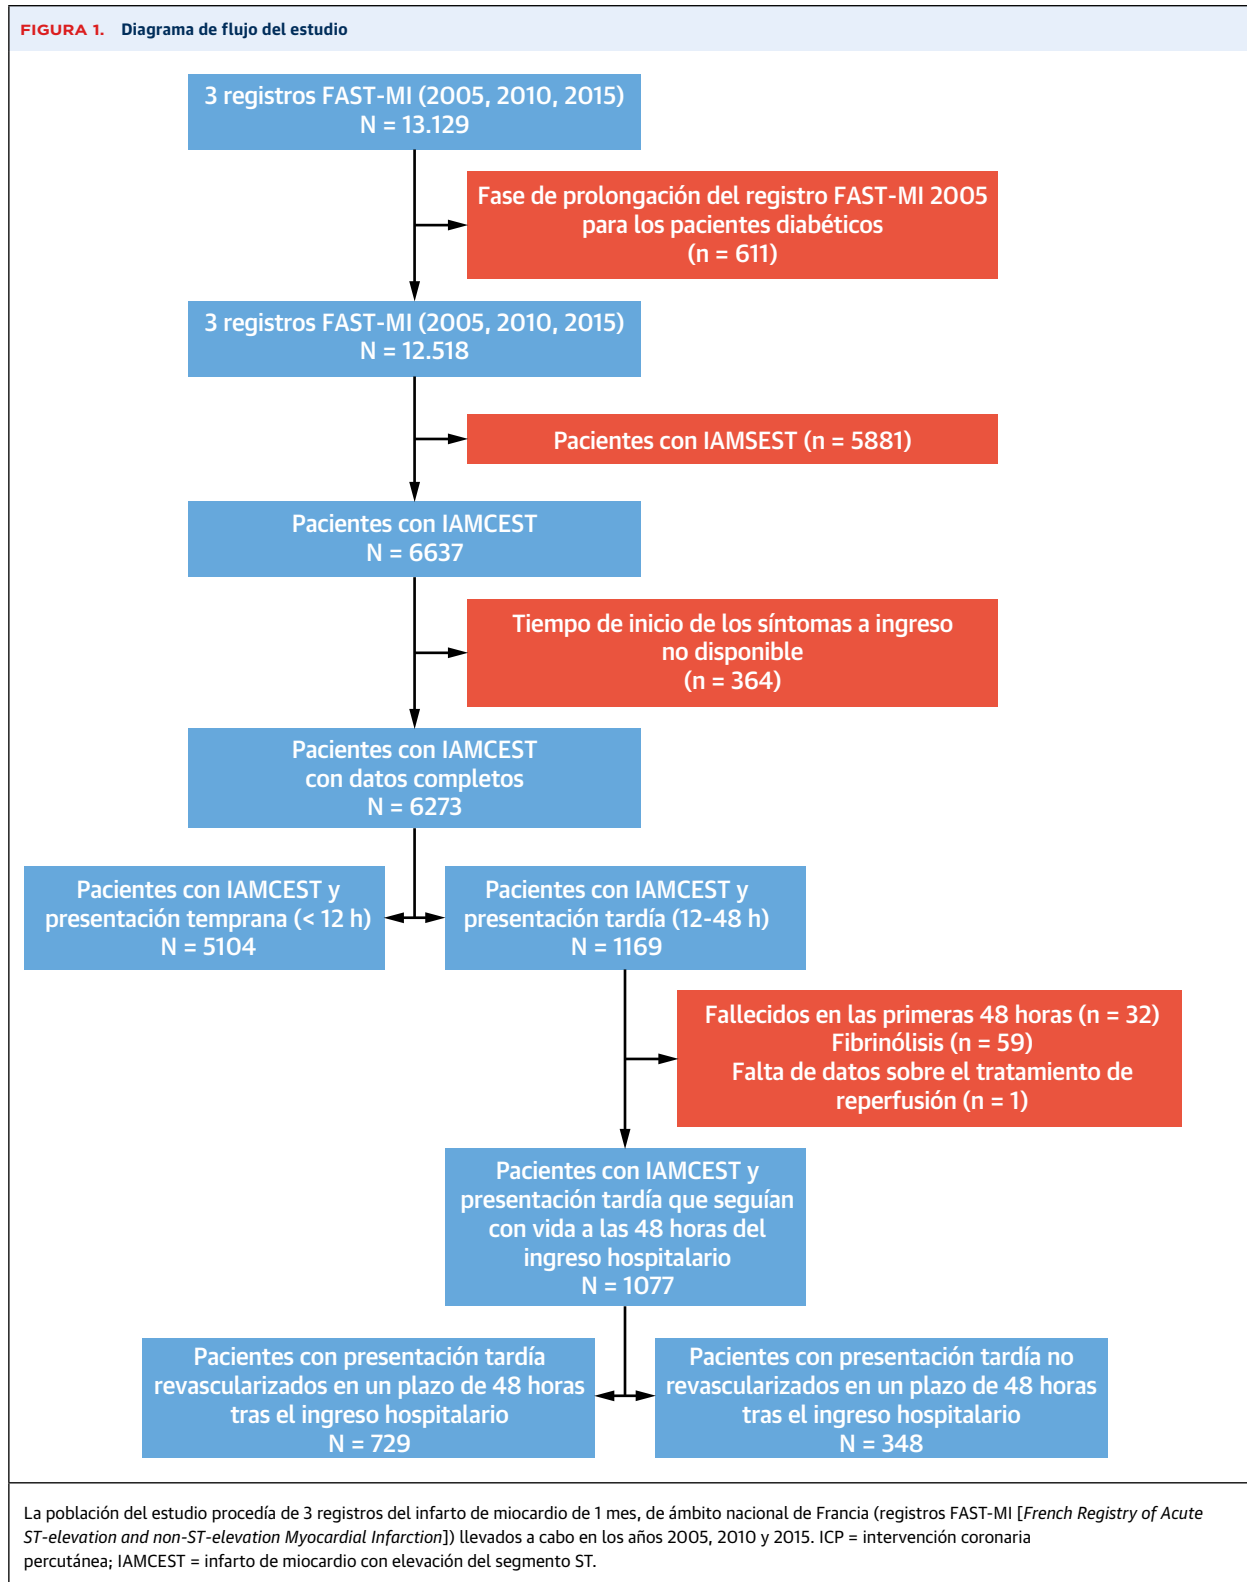 FIGURA 1. Diagrama de flujo del estudio
3 registros FAST-MI (2005, 2010, 2015)
N = 13.129
Fase de prolongación del registro FAST-MI 2005
para los pacientes diabéticos
(n = 611)
3 registros FAST-MI (2005, 2010, 2015)
N = 12.518
Pacientes con IAMSEST (n = 5881)
Pacientes con IAMCEST
N = 6637
Tiempo de inicio de los síntomas a ingreso
no disponible
(n = 364)
Pacientes con IAMCEST
con datos completos
N = 6273
Pacientes con IAMCEST y
presentación temprana (< 12 h)
N = 5104
Pacientes con IAMCEST y
presentación tardía (12-48 h)
N = 1169
Fallecidos en las primeras 48 horas (n = 32)
Fibrinólisis (n = 59)
Falta de datos sobre el tratamiento de
reperfusión (n = 1)
Pacientes con IAMCEST y
presentación tardía que seguían
con vida a las 48 horas del
ingreso hospitalario
N = 1077
Pacientes con presentación tardía
revascularizados en un plazo de 48 horas
tras el ingreso hospitalario
N = 729
Pacientes con presentación tardía no
revascularizados en un plazo de 48 horas
tras el ingreso hospitalario
N = 348
La población del estudio procedía de 3 registros del infarto de miocardio de 1 mes, de ámbito nacional de Francia (registros FAST-MI [French Registry of Acute
ST-elevation and non-ST-elevation Myocardial Infarction]) llevados a cabo en los años 2005, 2010 y 2015. ICP = intervención coronaria
percutánea; IAMCEST = infarto de miocardio con elevación del segmento ST.